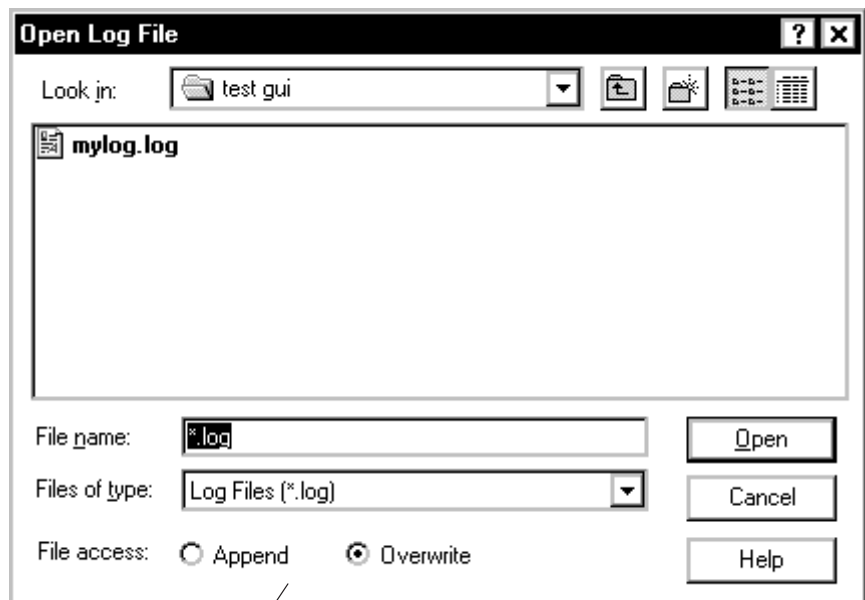 Open Log File
Look in: test gui
mylog.log
File name: *.log Open
Files of type: Log Files (*.log) Cancel
File access: Append Overwrite Help